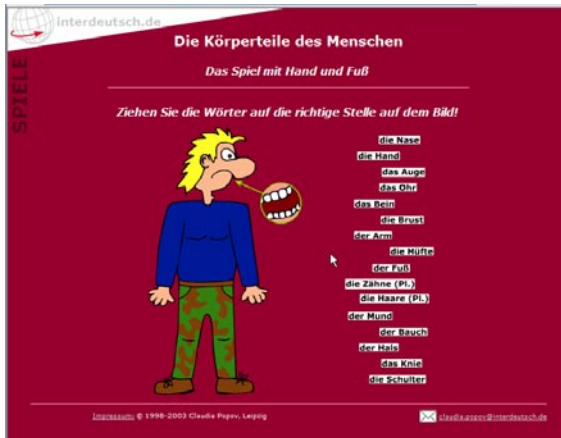 interdeutsch.de
SPIELE
Die Körperteile des Menschen
Das Spiel mit Hand und Fuß
Ziehen Sie die Wörter auf die richtige Stelle auf dem Bild!
die Nase
die Hand
das Auge
das Ohr
das Bein
die Brust
der Arm
die Hüfte
der Fuß
die Zähne (Pl.)
die Haare (Pl.)
der Mund
der Bauch
der Hals
das Knie
die Schulter
Impressum: © 1998-2003 Claudia Popov, Leipzig
claudia.popov@interdeutsch.de